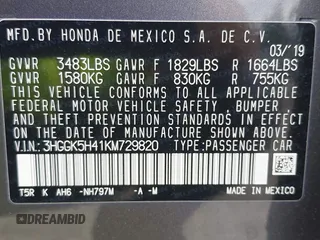 MFD.BY HONDA DE MEXICO S.A. DE C.V.
03/'19
GVWR 3483LBS GAWR F 1829LBS R 1664LBS
GVWR 1580KG GAWR F 830KG R 755KG
THIS VEHICLE CONFORMS TO ALL APPLICABLE
FEDERAL MOTOR VEHICLE SAFETY , BUMPER ,
AND THEFT PREVENTION STANDARDS IN EFFECT
ON THE DATE OF MANUFACTURE SHOWN ABOVE.
V.I.N: 3HGGK5H41KM729820 TYPE:PASSENGER CAR
T5R K AH6 -NH797M -A -M MADE IN MEXICO
© DIAMOND BID